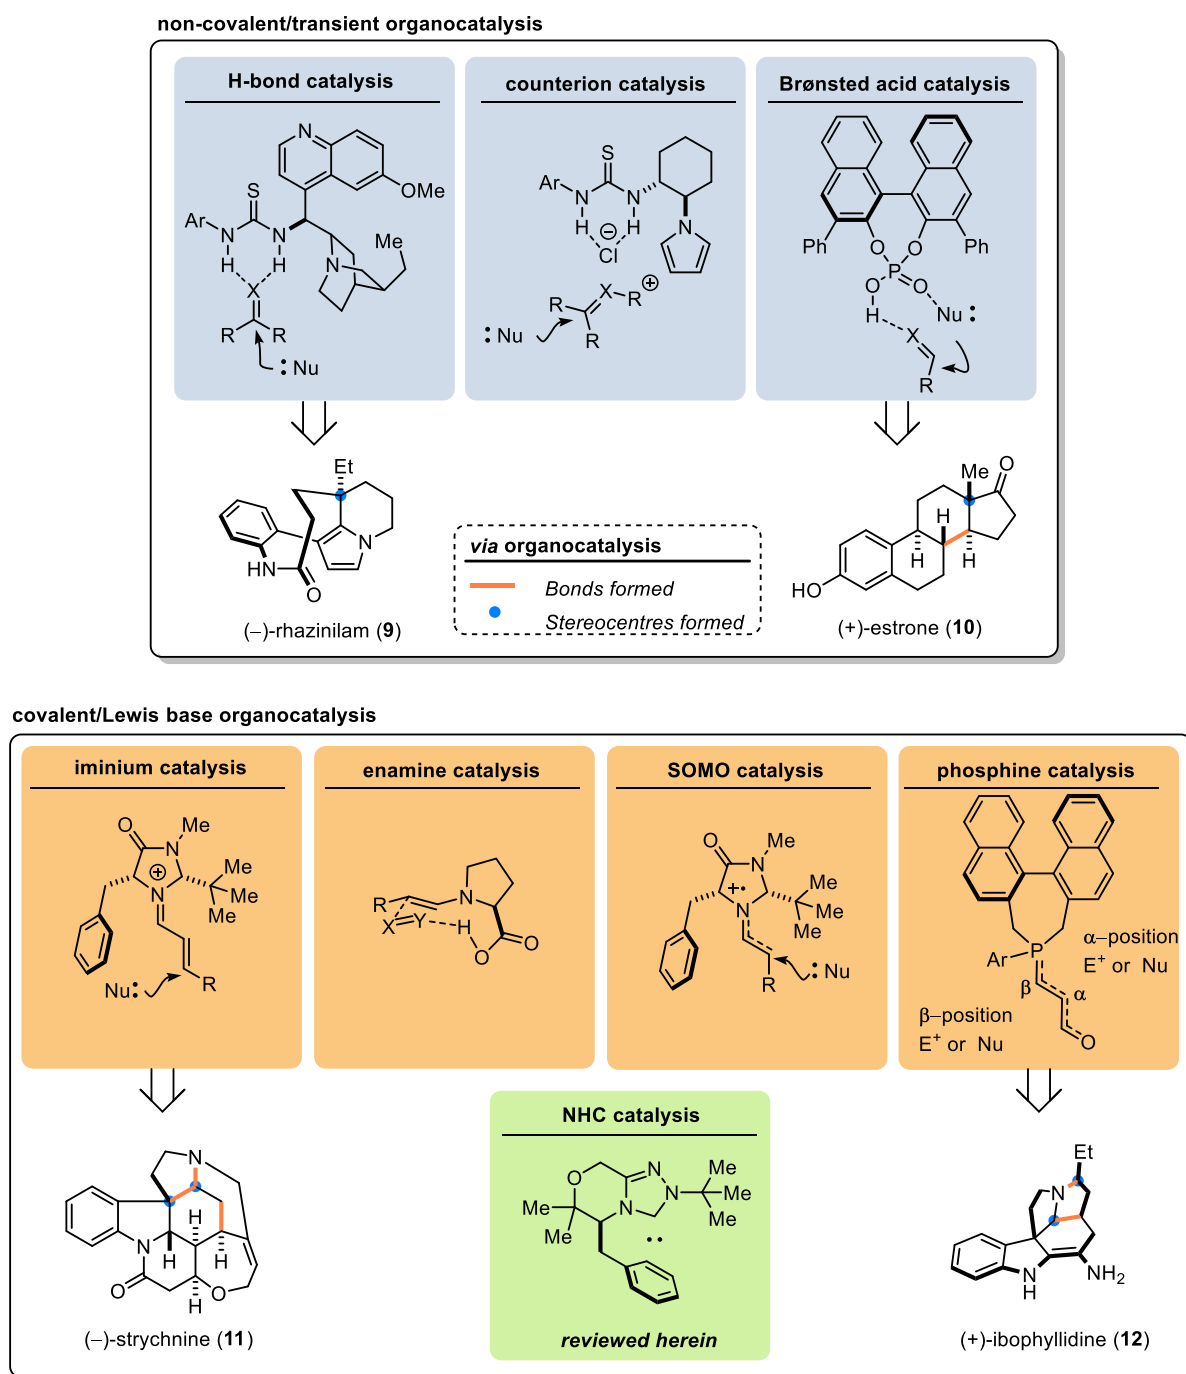 non-covalent/transient organocatalysis
H-bond catalysis
counterion catalysis
Brønsted acid catalysis
N
OMe
S
Ar
N
N
H
H
Me
N
X
R
R
:Nu
S
Ar
N
N
H
H
⊖
Cl
N
X
R
R ⊕
R
:Nu
Ph
Ph
O
O
P
O
O
H
Nu:
X
R
Et
N
HN
O
(–)-rhazinilam (9)
via organocatalysis
Bonds formed
Stereocentres formed
Me
O
H
H
H
HO
(+)-estrone (10)
covalent/Lewis base organocatalysis
iminium catalysis
enamine catalysis
SOMO catalysis
phosphine catalysis
O
Me
N
⊕
N
Me
Me
Me
Nu:
R
R
N
X
Y
H
O
O
O
Me
N
+•
N
Me
Me
Me
:Nu
R
Ar
P
α–position
E+ or Nu
β
α
β–position
E+ or Nu
O
N
N
H
H
H
H
O
O
(–)-strychnine (11)
NHC catalysis
O
N
N
N
Me
Me
Me
Me
Me
:
reviewed herein
Et
N
N
H
NH2
(+)-ibophyllidine (12)